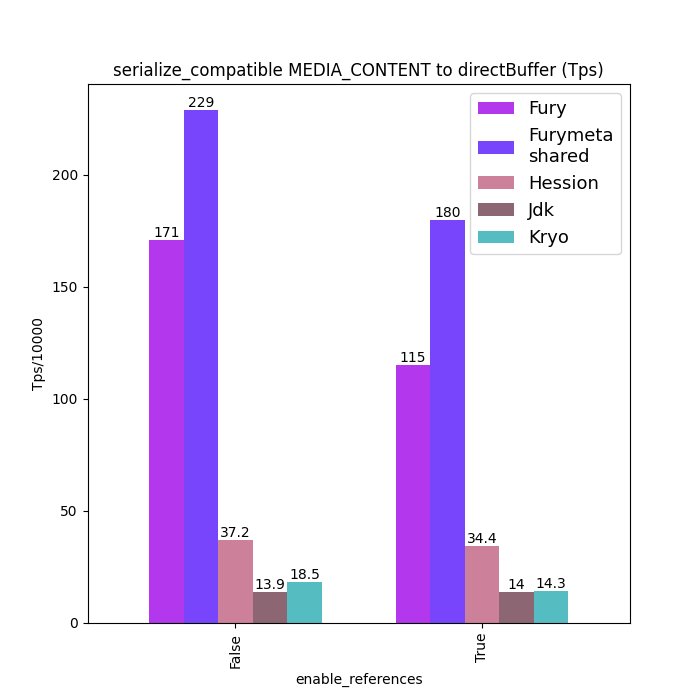 serialize_compatible MEDIA_CONTENT to directBuffer (Tps)
Fury
Furymeta
shared
Hession
Jdk
Kryo
229
171
37.2
13.9
18.5
180
115
34.4
14
14.3
200
150
100
50
0
Tps/10000
False
True
enable_references